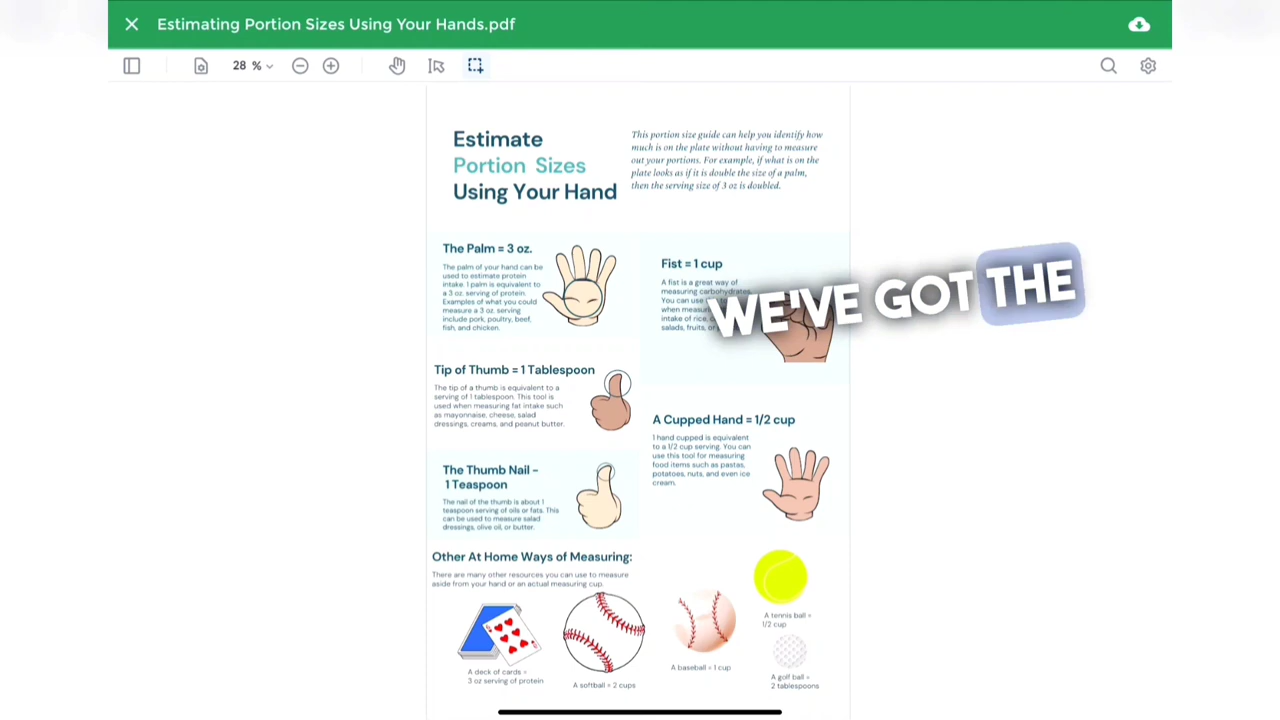 Estimating Portion Sizes Using Your Hands.pdf
28 %
Estimate
Portion Sizes
Using Your Hand
This portion size guide can help you identify how
much is on the plate without having to measure
out your portions. For example, if what is on the
plate looks as if it is double the size of a palm,
then the serving size of 3 oz is doubled.
The Palm = 3 oz.
The palm of your hand can be
used to estimate protein
intake. 1 palm is equivalent to
a 3 oz. serving of protein.
Examples of what you could
measure a 3 oz. serving
include pork, poultry, beef,
fish, and chicken.
Fist = 1 cup
A fist is a great way of
measuring carbohydrates.
You can use
when measuring
intake of rice,
salads, fruits, or
WE'VE GOT THE
Tip of Thumb = 1 Tablespoon
The tip of a thumb is equivalent to a
serving of 1 tablespoon. This tool is
used when measuring fat intake such
as mayonnaise, cheese, salad
dressings, creams, and peanut butter.
A Cupped Hand = 1/2 cup
1 hand cupped is equivalent
to a 1/2 cup serving. You can
use this tool for measuring
food items such as pastas,
potatoes, nuts, and even ice
cream.
The Thumb Nail -
1 Teaspoon
The nail of the thumb is about 1
teaspoon serving of oils or fats. This
can be used to measure salad
dressings, olive oil, or butter.
Other At Home Ways of Measuring:
There are many other resources you can use to measure
aside from your hand or an actual measuring cup.
A deck of cards =
3 oz serving of protein
A softball = 2 cups
A baseball = 1 cup
A tennis ball =
1/2 cup
A golf ball =
2 tablespoons